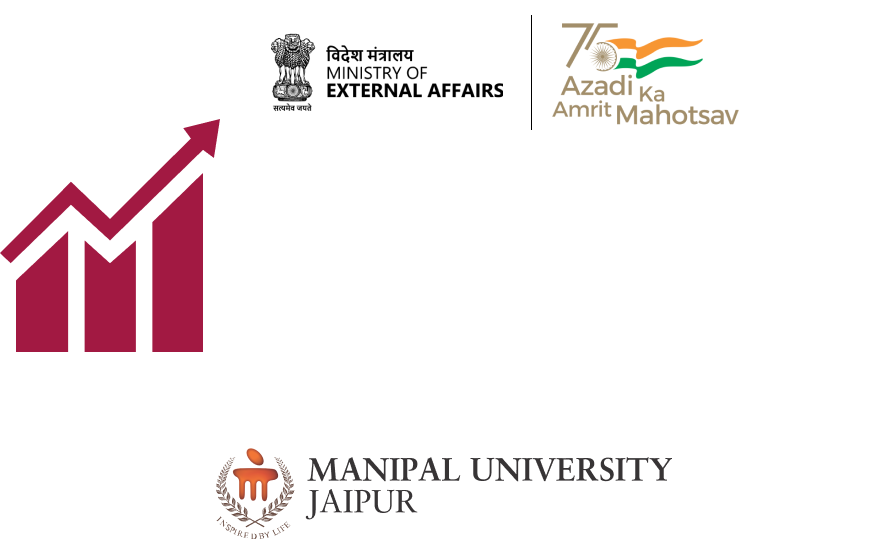 विदेश मंत्रालय
MINISTRY OF
EXTERNAL AFFAIRS
सत्यमेव जयते
75
Azadi Ka
Amrit Mahotsav
MANIPAL UNIVERSITY
JAIPUR
INSPIRED BY LIFE